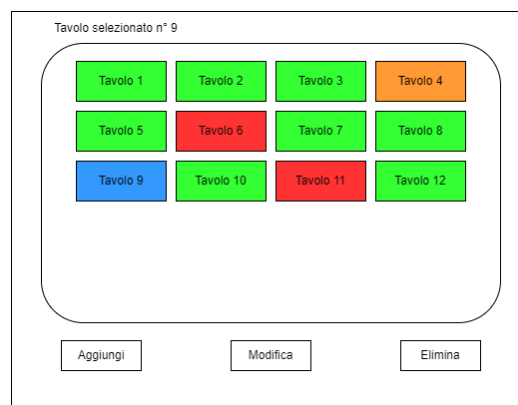 Tavolo selezionato n° 9
Tavolo 1 Tavolo 2 Tavolo 3 Tavolo 4
Tavolo 5 Tavolo 6 Tavolo 7 Tavolo 8
Tavolo 9 Tavolo 10 Tavolo 11 Tavolo 12
Aggiungi Modifica Elimina